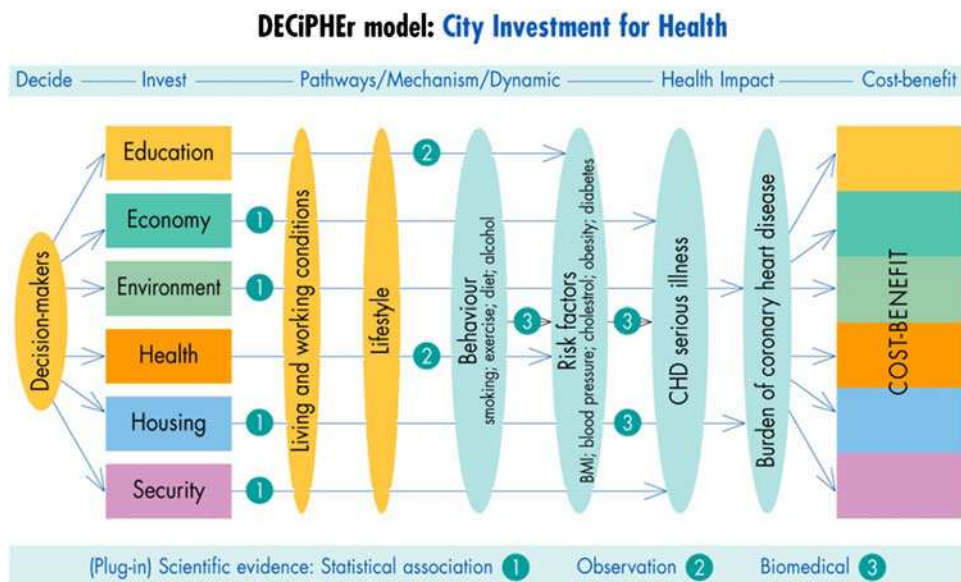 DECiPHEr model: City Investment for Health
Decide
Invest
Pathways/Mechanism/Dynamic
Health Impact
Cost-benefit
Decision-makers
Education
Economy
Environment
Health
Housing
Security
1
1
1
1
Living and working conditions
Lifestyle
2
2
Behaviour
smoking; exercise; diet; alcohol
3
Risk factors
BMI; blood pressure; cholestrol; obesity; diabetes
3
3
CHD serious illness
Burden of coronary heart disease
COST-BENEFIT
(Plug-in) Scientific evidence: Statistical association 1 Observation 2 Biomedical 3